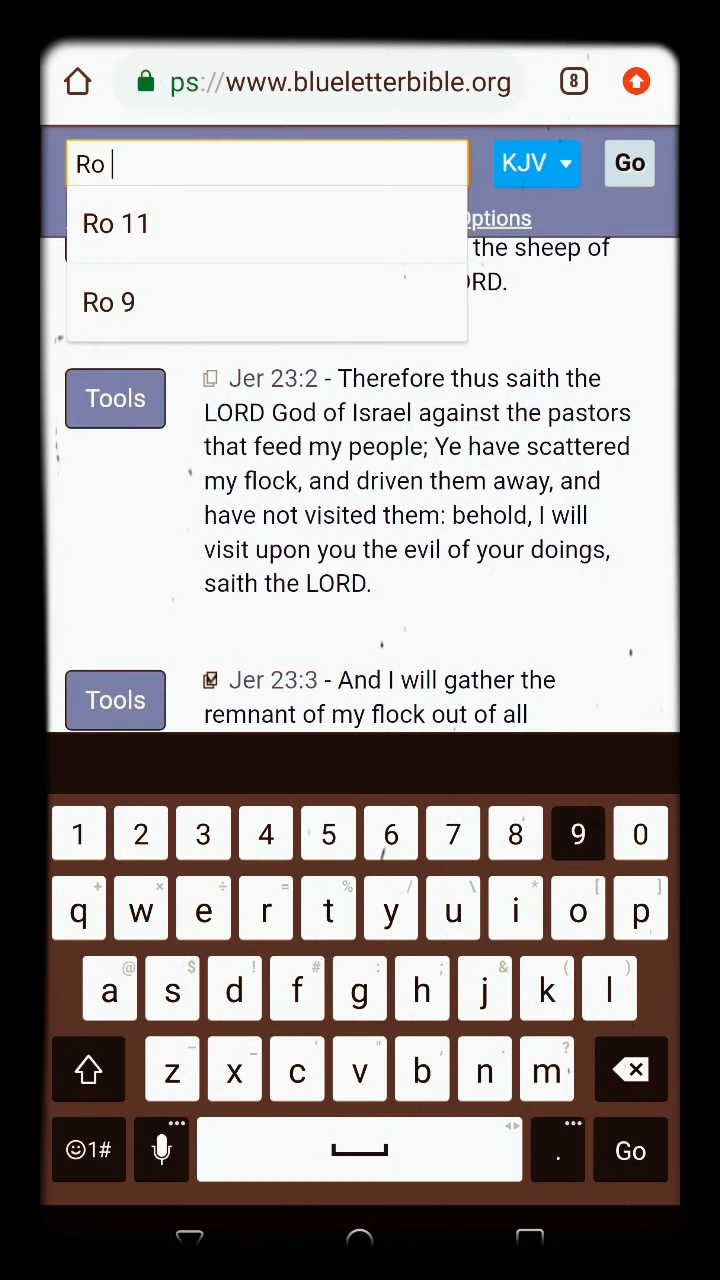 ps://www.blueletterbible.org 8
Ro KJV Go
Ro 11 Options
the sheep of
Ro 9 ORD.
Tools Jer 23:2 - Therefore thus saith the
LORD God of Israel against the pastors
that feed my people; Ye have scattered
my flock, and driven them away, and
have not visited them: behold, I will
visit upon you the evil of your doings,
saith the LORD.
Tools Jer 23:3 - And I will gather the
remnant of my flock out of all
1 2 3 4 5 6 7 8 9 0
+ × ÷ = % / \ * [ ]
q w e r t y u i o p
@ $ ! # : ; & ( )
a s d f g h j k l
– _ ' " , . ?
z x c v b n m
☺1# . Go